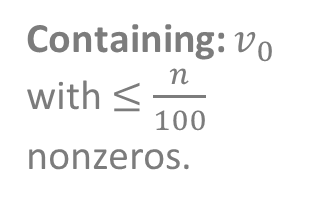 Containing: v₀
with ≤ n/100
nonzeros.